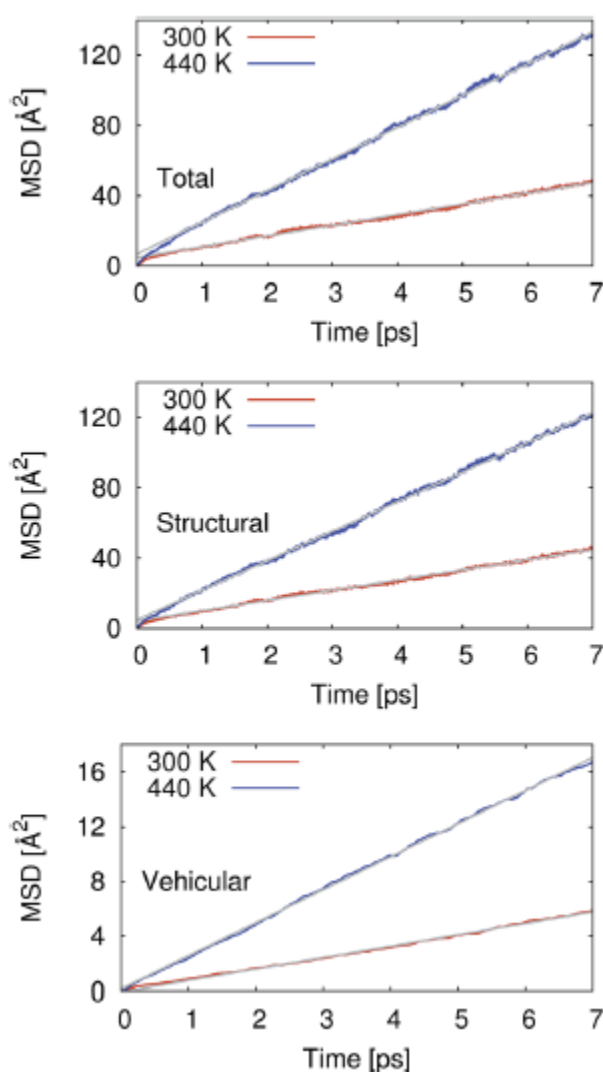 120
80
40
0
MSD [Å²]
300 K
440 K
Total
0 1 2 3 4 5 6 7
Time [ps]
120
80
40
0
MSD [Å²]
300 K
440 K
Structural
0 1 2 3 4 5 6 7
Time [ps]
16
12
8
4
0
MSD [Å²]
300 K
440 K
Vehicular
0 1 2 3 4 5 6 7
Time [ps]